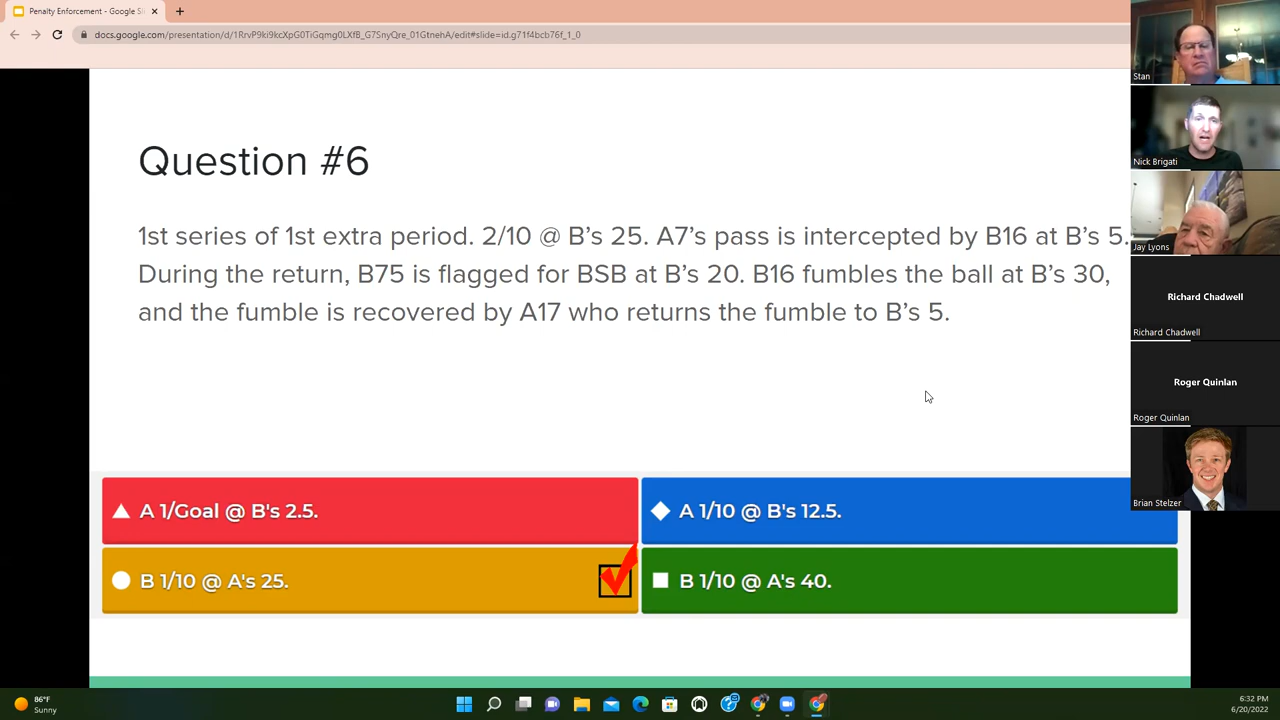 Penalty Enforcement - Google Sl
docs.google.com/presentation/d/1RrvP9ki9kcXpG0TiGqmg0LXfB_G7SnyQre_01GtnehA/edit#slide=id.g71f4bcb76f_1_0
Stan
Nick Brigati
Jay Lyons
Richard Chadwell
Richard Chadwell
Roger Quinlan
Roger Quinlan
Brian Stelzer
Question #6
1st series of 1st extra period. 2/10 @ B's 25. A7's pass is intercepted by B16 at B's 5.
During the return, B75 is flagged for BSB at B's 20. B16 fumbles the ball at B's 30,
and the fumble is recovered by A17 who returns the fumble to B's 5.
A 1/Goal @ B's 2.5.
A 1/10 @ B's 12.5.
B 1/10 @ A's 25.
B 1/10 @ A's 40.
86°F
Sunny
6:32 PM
6/20/2022